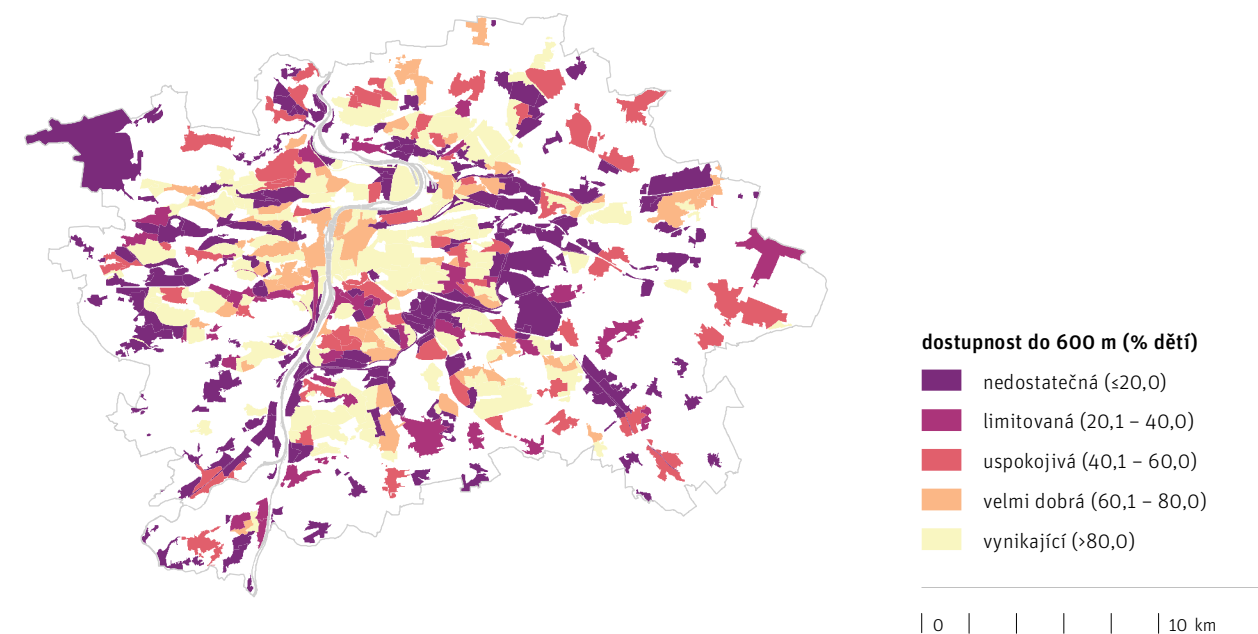 dostupnost do 600 m (% dětí)
nedostatečná (≤20,0)
limitovaná (20,1 – 40,0)
uspokojivá (40,1 – 60,0)
velmi dobrá (60,1 – 80,0)
vynikající (>80,0)
0 10 km